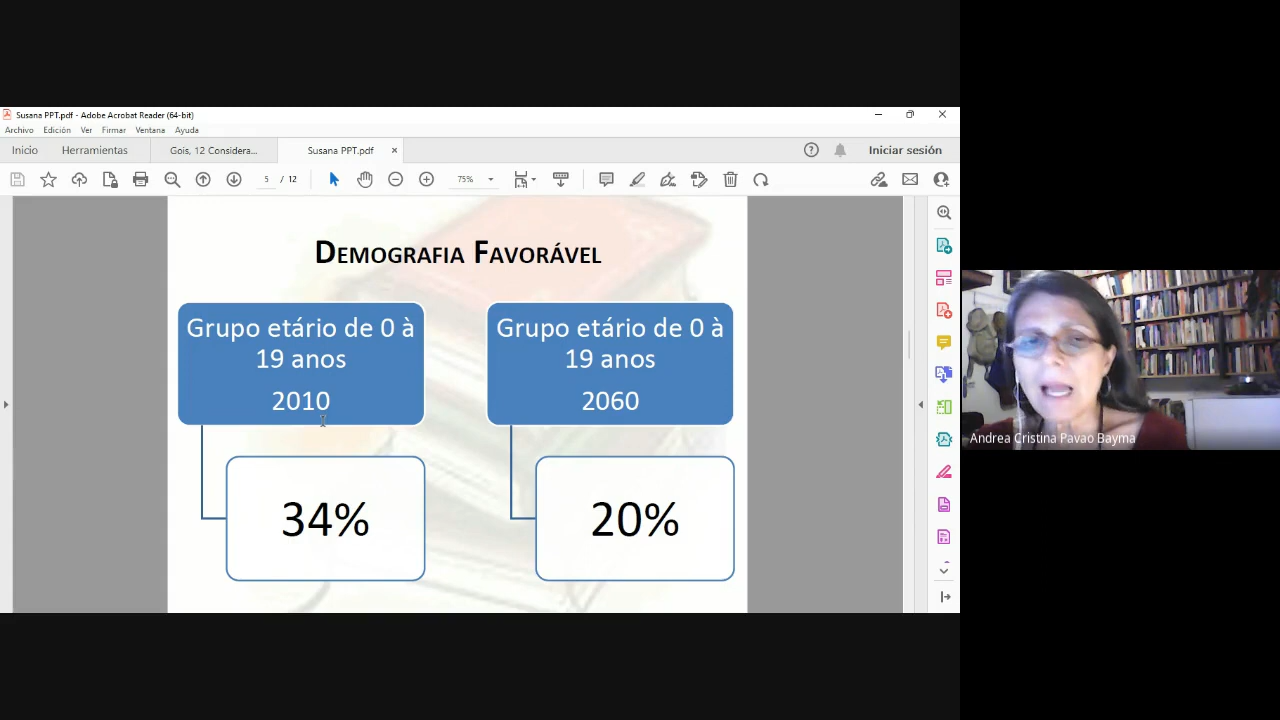 Susana PPT.pdf - Adobe Acrobat Reader (64-bit)
Archivo Edición Ver Firmar Ventana Ayuda
Inicio Herramientas Gois, 12 Considera... Susana PPT.pdf × Iniciar sesión
5 / 12 75%
DEMOGRAFIA FAVORÁVEL
Grupo etário de 0 à
19 anos
2010
34%
Grupo etário de 0 à
19 anos
2060
20%
Andrea Cristina Pavao Bayma